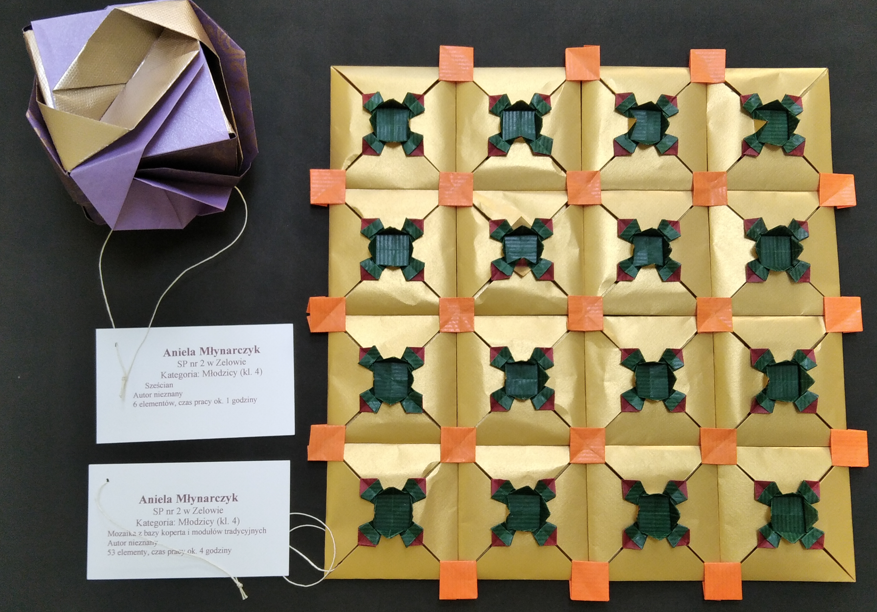 Aniela Młynarczyk
SP nr 2 w Zelowie
Kategoria: Młodzicy (kl. 4)
Sześcian
Autor nieznany
6 elementów, czas pracy ok. 1 godziny
Aniela Młynarczyk
SP nr 2 w Zelowie
Kategoria: Młodzicy (kl. 4)
Mozaika z bazy koperta i modułów tradycyjnych
Autor nieznany
53 elementy, czas pracy ok. 4 godziny